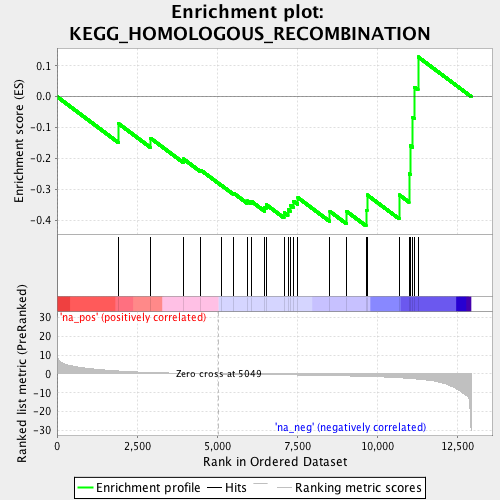 Enrichment plot:
KEGG_HOMOLOGOUS_RECOMBINATION
Enrichment score (ES)
0.1
0.0
-0.1
-0.2
-0.3
-0.4
'na_pos' (positively correlated)
Ranked list metric (PreRanked)
30
20
10
0
-10
-20
-30
Zero cross at 5049
'na_neg' (negatively correlated)
0 2,500 5,000 7,500 10,000 12,500
Rank in Ordered Dataset
Enrichment profile Hits Ranking metric scores